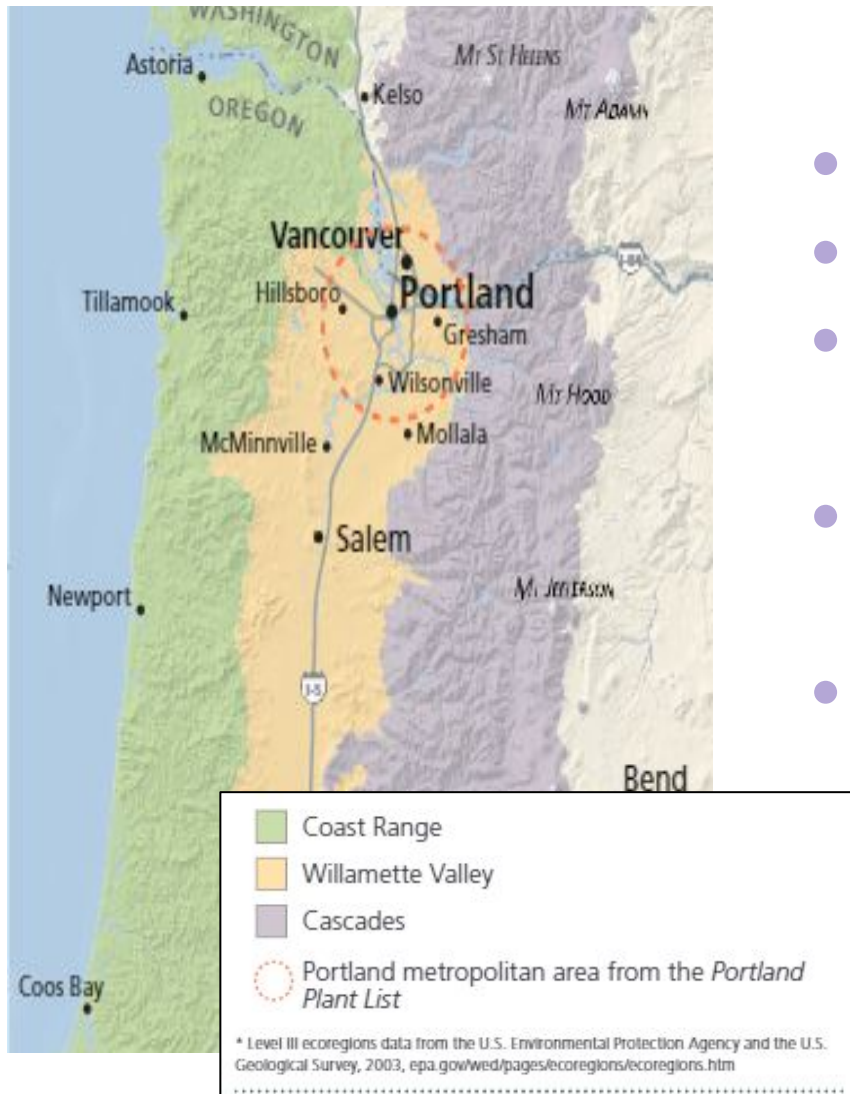 WASHINGTON
MT ST HELENS
Astoria
Kelso
OREGON
MT ADAMS
Vancouver
I-84
Hillsboro
Portland
Tillamook
Gresham
Wilsonville
MT HOOD
McMinnville
Mollala
Salem
Newport
MT JEFFERSON
I-5
Bend
Coast Range
Willamette Valley
Cascades
Portland metropolitan area from the Portland
Plant List
Coos Bay
* Level III ecoregions data from the U.S. Environmental Protection Agency and the U.S.
Geological Survey, 2003, epa.gov/wed/pages/ecoregions/ecoregions.htm